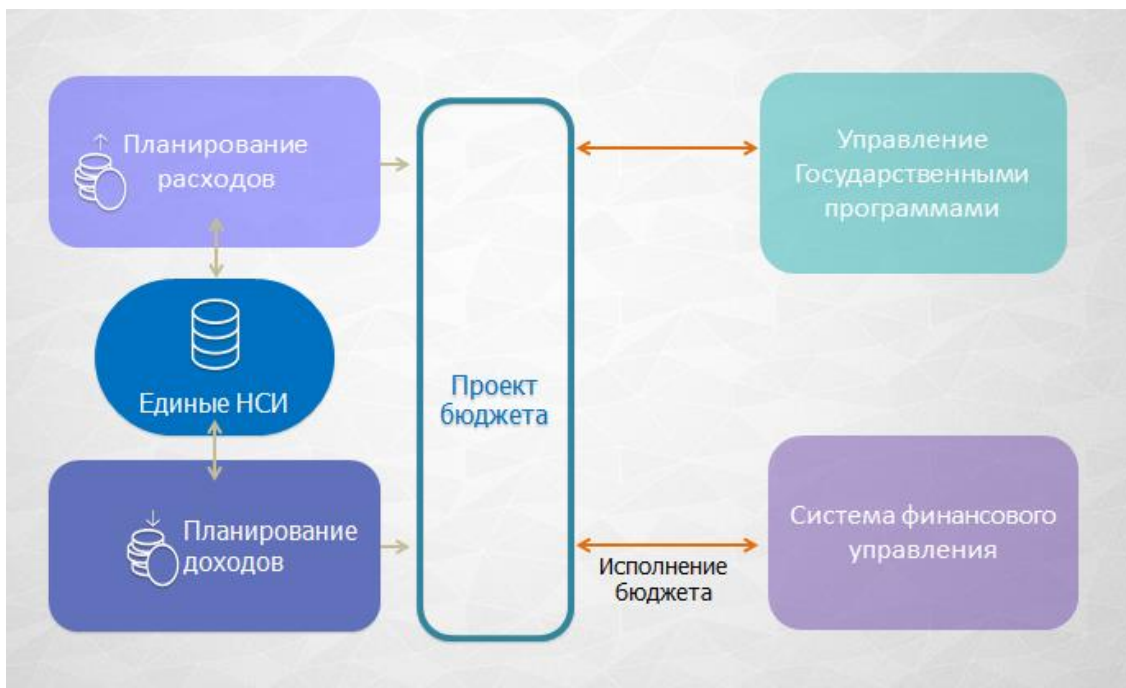 Планирование
расходов
Единые НСИ
Планирование
доходов
Проект
бюджета
Управление
Государственными
программами
Исполнение
бюджета
Система финансового
управления